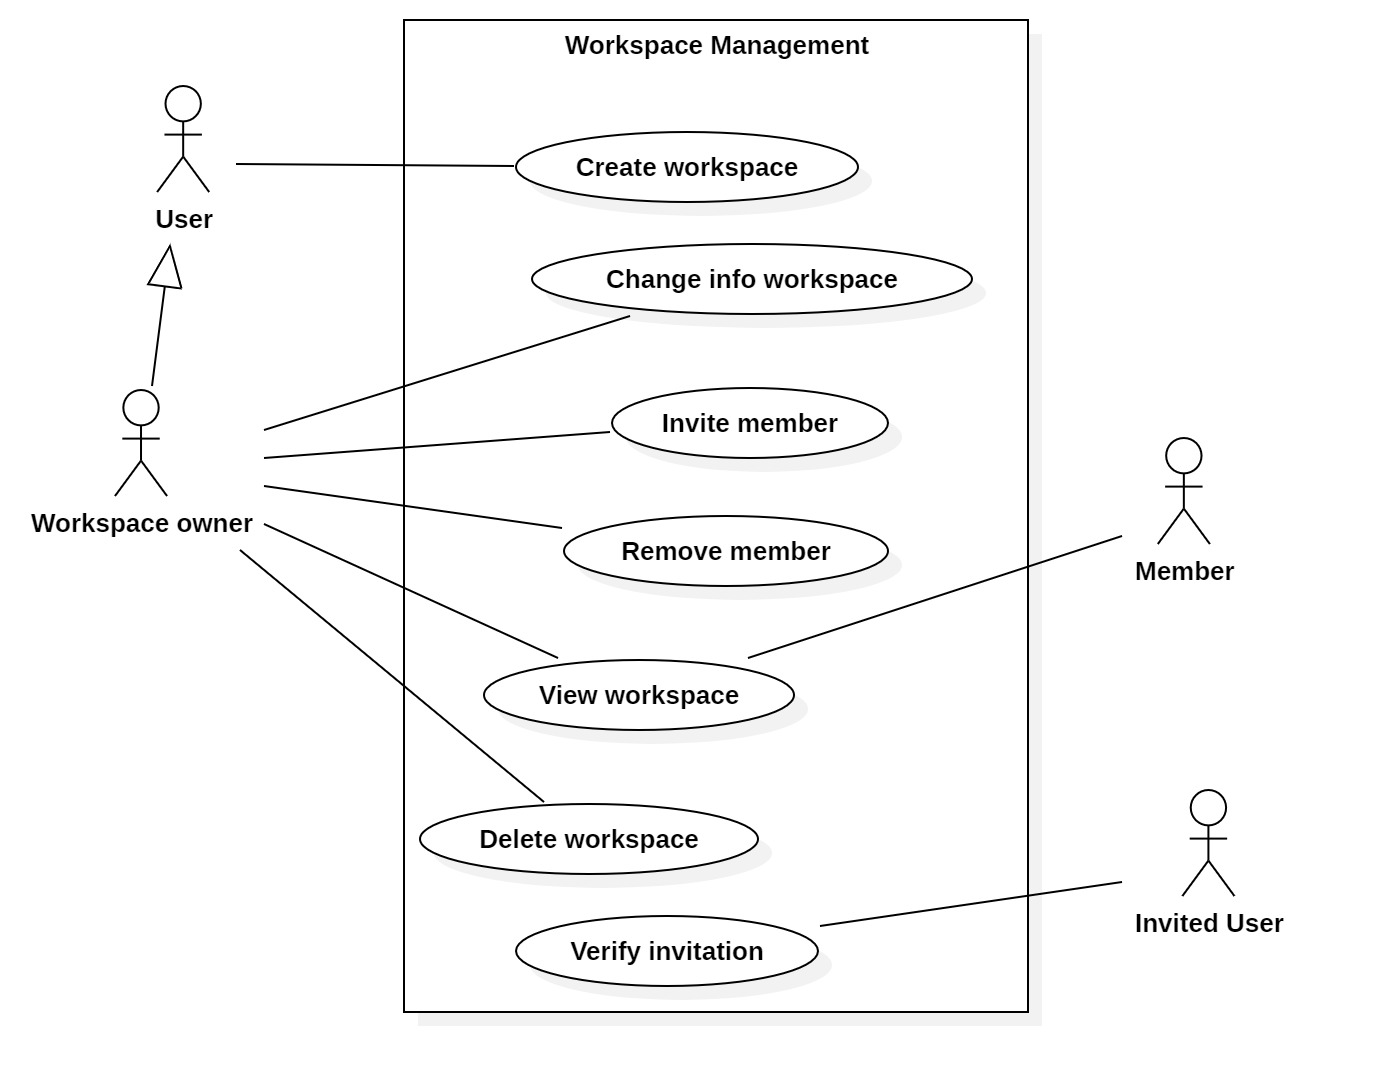 Workspace Management
User
Create workspace
Change info workspace
Invite member
Workspace owner
Remove member
Member
View workspace
Delete workspace
Invited User
Verify invitation